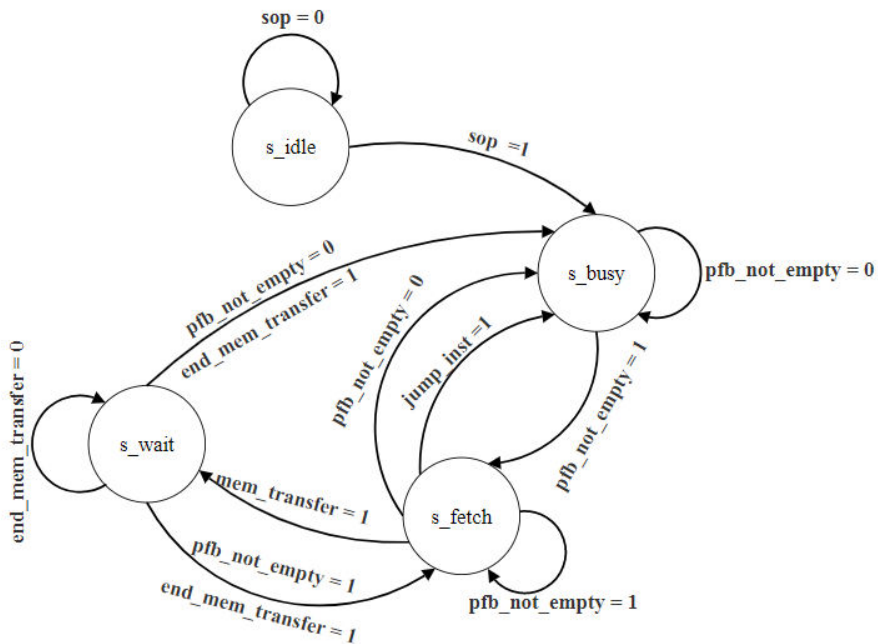 sop = 0
s_idle
sop =1
pfb_not_empty = 0
end_mem_transfer = 1
s_busy
pfb_not_empty = 0
pfb_not_empty = 0
jump_inst=1
pfb_not_empty = 1
end_mem_transfer = 0
s_wait
mem_transfer = 1
s_fetch
pfb_not_empty = 1
end_mem_transfer = 1
pfb_not_empty = 1